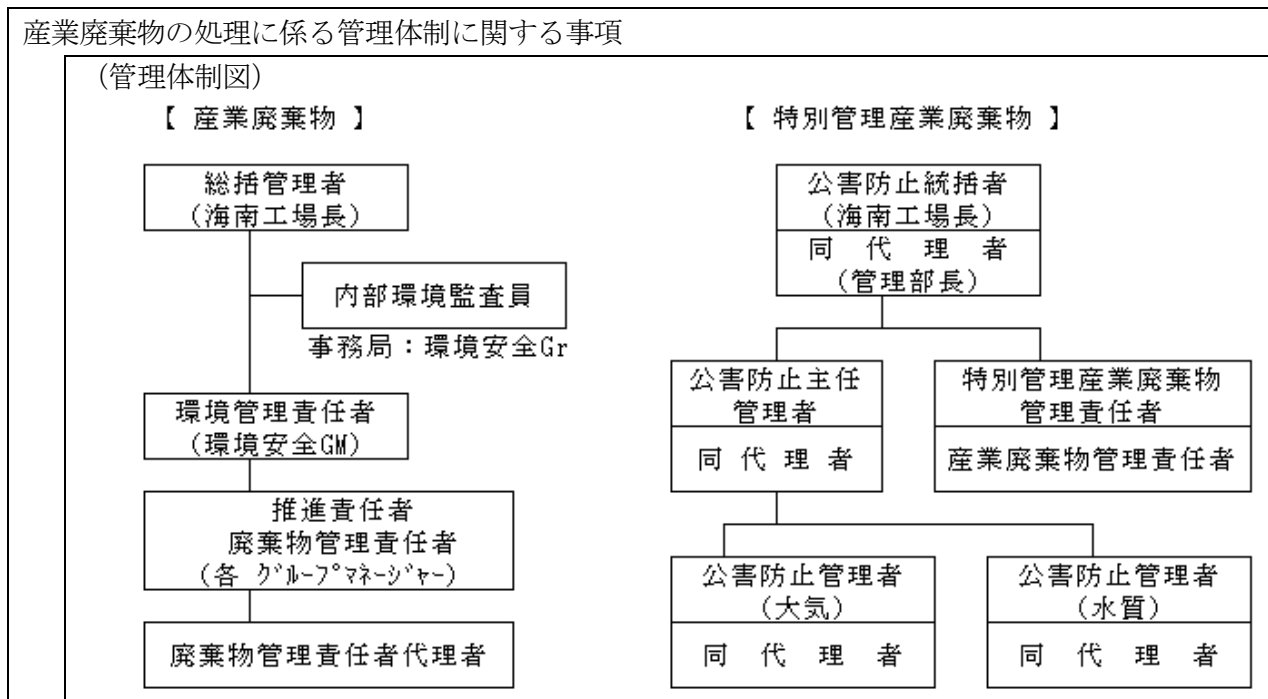 産業廃棄物の処理に係る管理体制に関する事項
（管理体制図）
【 産業廃棄物 】
総括管理者
(海南工場長)
内部環境監査員
事務局：環境安全Gr
環境管理責任者
(環境安全GM)
推進責任者
廃棄物管理責任者
(各 ｸﾞﾙｰﾌﾟﾏﾈｰｼﾞｬｰ)
廃棄物管理責任者代理者
【 特別管理産業廃棄物 】
公害防止統括者
(海南工場長)
同 代 理 者
(管理部長)
公害防止主任
管理者
同 代 理 者
特別管理産業廃棄物
管理責任者
産業廃棄物管理責任者
公害防止管理者
(大気)
同 代 理 者
公害防止管理者
(水質)
同 代 理 者